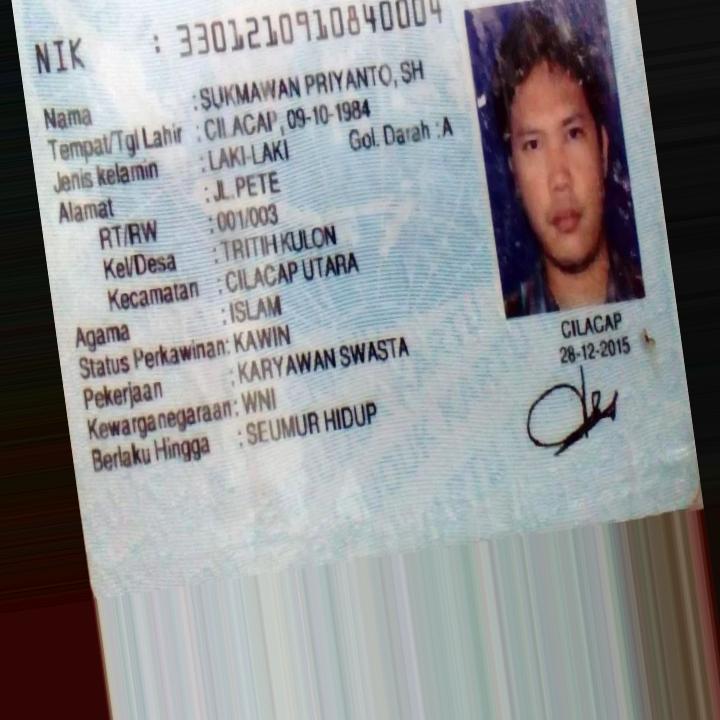 NIK : 3301210910840004
Nama : SUKMAWAN PRIYANTO, SH
Tempat/Tgl Lahir : CILACAP, 09-10-1984
Jenis kelamin : LAKI-LAKI Gol. Darah : A
Alamat : JL.PETE
RT/RW : 001/003
Kel/Desa : TRITIH KULON
Kecamatan : CILACAP UTARA
Agama : ISLAM
Status Perkawinan: KAWIN
Pekerjaan : KARYAWAN SWASTA
Kewarganegaraan: WNI
Berlaku Hingga : SEUMUR HIDUP
CILACAP
28-12-2015